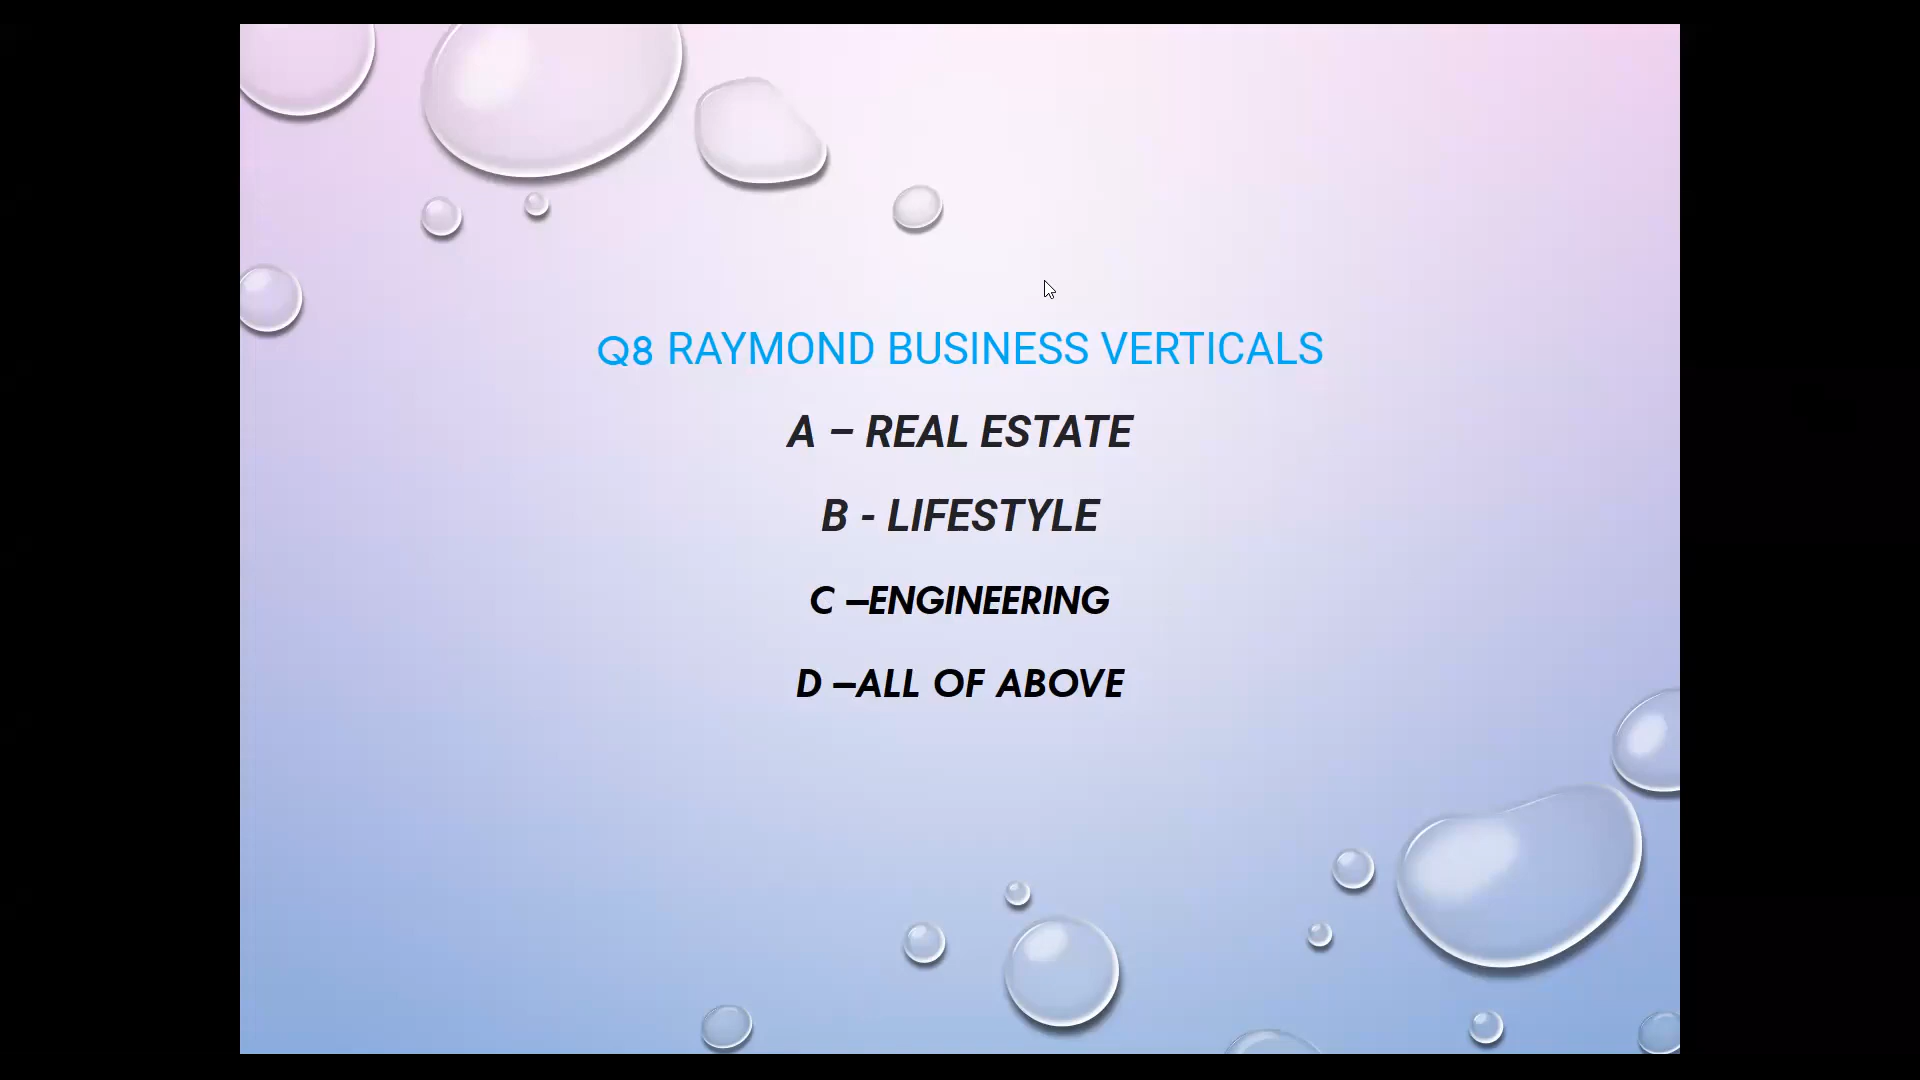 Q8 RAYMOND BUSINESS VERTICALS
A – REAL ESTATE
B - LIFESTYLE
C –ENGINEERING
D –ALL OF ABOVE